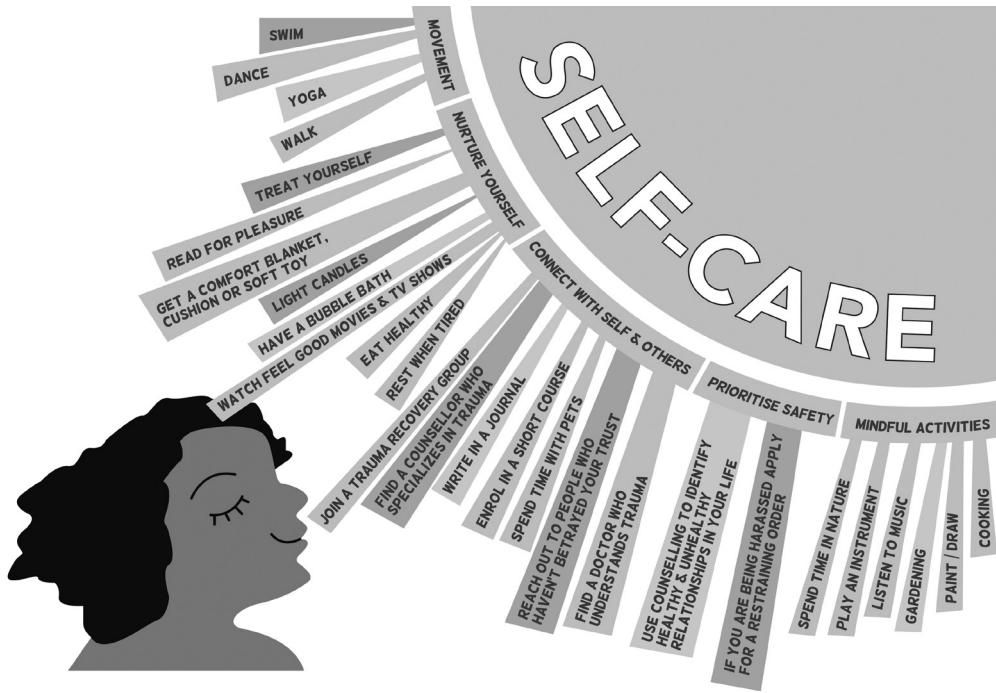 SELF-CARE
MOVEMENT
SWIM
DANCE
YOGA
WALK
NURTURE YOURSELF
TREAT YOURSELF
READ FOR PLEASURE
GET A COMFORT BLANKET,
CUSHION OR SOFT TOY
LIGHT CANDLES
HAVE A BUBBLE BATH
WATCH FEEL GOOD MOVIES & TV SHOWS
EAT HEALTHY
REST WHEN TIRED
CONNECT WITH SELF & OTHERS
JOIN A TRAUMA RECOVERY GROUP
FIND A COUNSELLOR WHO
SPECIALIZES IN TRAUMA
WRITE IN A JOURNAL
ENROL IN A SHORT COURSE
SPEND TIME WITH PETS
REACH OUT TO PEOPLE WHO
HAVEN'T BETRAYED YOUR TRUST
FIND A DOCTOR WHO
UNDERSTANDS TRAUMA
PRIORITISE SAFETY
USE COUNSELLING TO IDENTIFY
HEALTHY & UNHEALTHY
RELATIONSHIPS IN YOUR LIFE
IF YOU ARE BEING HARASSED APPLY
FOR A RESTRAINING ORDER
MINDFUL ACTIVITIES
SPEND TIME IN NATURE
PLAY AN INSTRUMENT
LISTEN TO MUSIC
GARDENING
PAINT / DRAW
COOKING